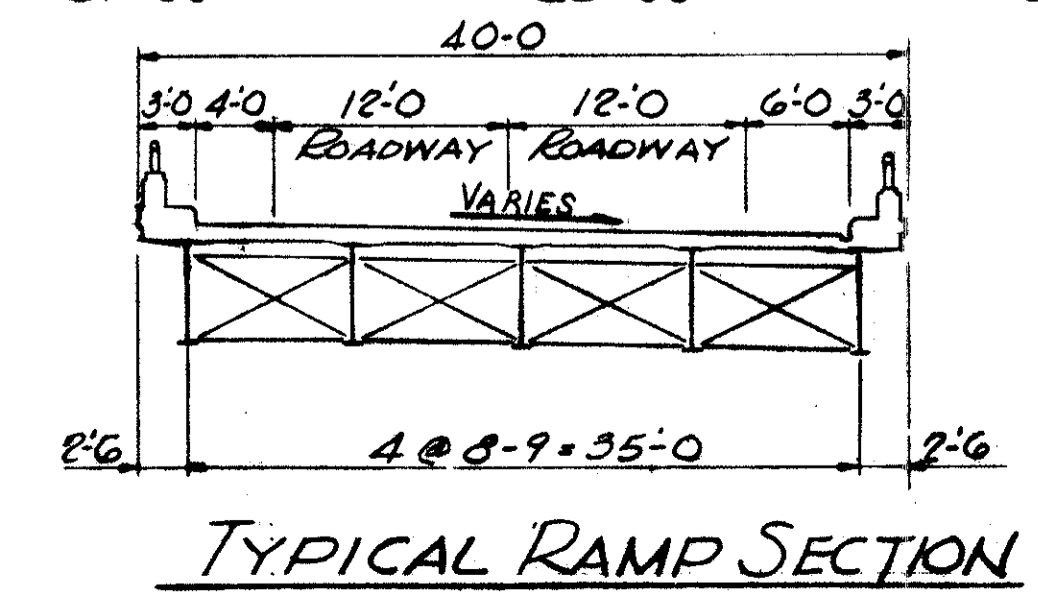 40-0
3'-0 4'-0 12'-0 12'-0 6'-0 3'-0
ROADWAY ROADWAY
VARIES
2'-6 4 @ 8-9 = 35'-0 2'-6
TYPICAL RAMP SECTION